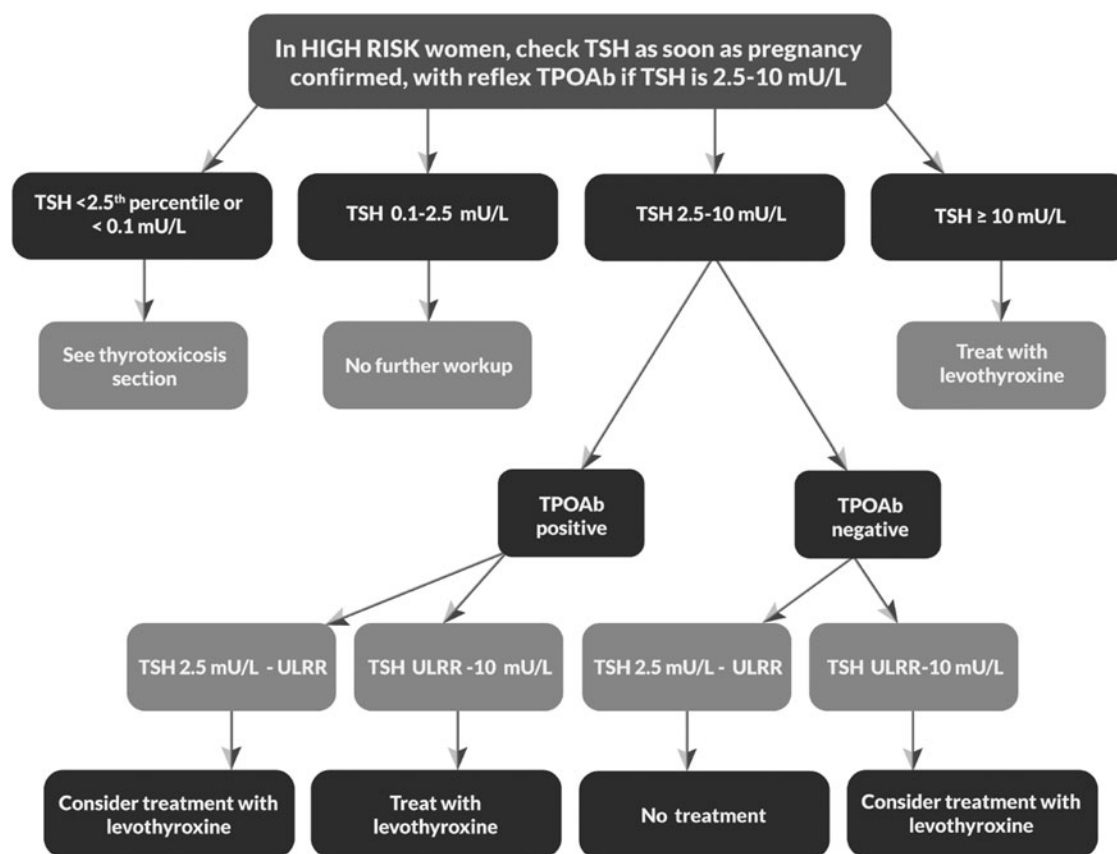 In HIGH RISK women, check TSH as soon as pregnancy
confirmed, with reflex TPOAb if TSH is 2.5-10 mU/L
TSH <2.5th percentile or
< 0.1 mU/L
TSH 0.1-2.5 mU/L
TSH 2.5-10 mU/L
TSH ≥ 10 mU/L
See thyrotoxicosis
section
No further workup
Treat with
levothyroxine
TPOAb
positive
TPOAb
negative
TSH 2.5 mU/L - ULRR
TSH ULRR -10 mU/L
TSH 2.5 mU/L - ULRR
TSH ULRR-10 mU/L
Consider treatment with
levothyroxine
Treat with
levothyroxine
No treatment
Consider treatment with
levothyroxine